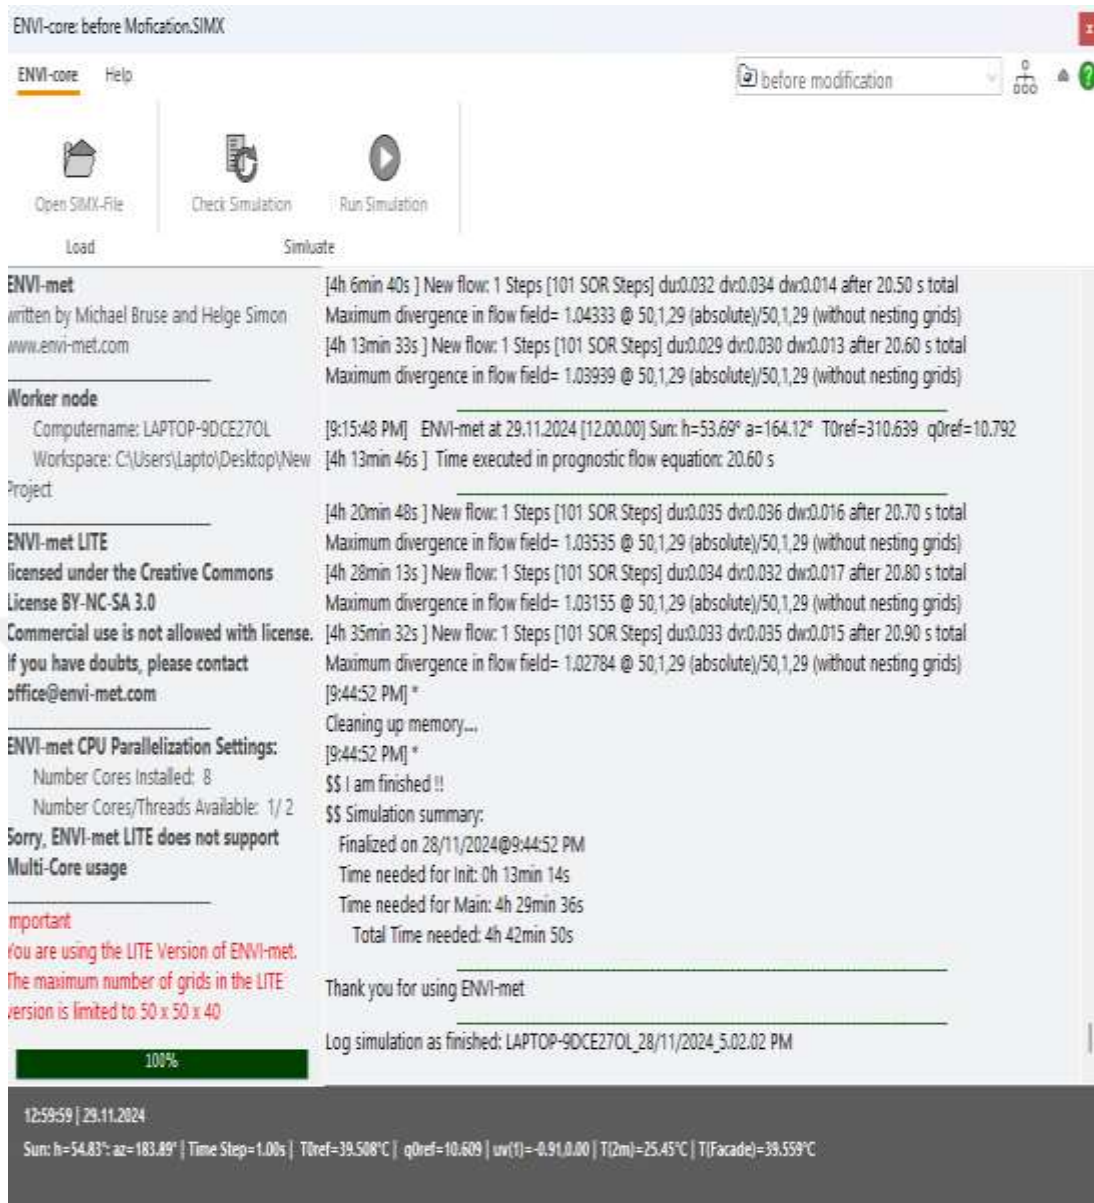 ENVI-core: before Mofication.SIMX
x
ENVI-core Help
before modification
?
Open SIMX-File Check Simulation Run Simulation
Load Simluate
ENVI-met
written by Michael Bruse and Helge Simon
www.envi-met.com
Worker node
Computername: LAPTOP-9DCE27OL
Workspace: C:\Users\Lapto\Desktop\New
Project
ENVI-met LITE
licensed under the Creative Commons
License BY-NC-SA 3.0
Commercial use is not allowed with license.
If you have doubts, please contact
office@envi-met.com
ENVI-met CPU Parallelization Settings:
Number Cores Installed: 8
Number Cores/Threads Available: 1/ 2
Sorry, ENVI-met LITE does not support
Multi-Core usage
mportant
You are using the LITE Version of ENVI-met.
The maximum number of grids in the LITE
version is limited to 50 x 50 x 40
100%
[4h 6min 40s ] New flow: 1 Steps [101 SOR Steps] du:0.032 dv:0.034 dw:0.014 after 20.50 s total
Maximum divergence in flow field= 1.04333 @ 50,1,29 (absolute)/50,1,29 (without nesting grids)
[4h 13min 33s ] New flow: 1 Steps [101 SOR Steps] du:0.029 dv:0.030 dw:0.013 after 20.60 s total
Maximum divergence in flow field= 1.03939 @ 50,1,29 (absolute)/50,1,29 (without nesting grids)
[9:15:48 PM] ENVI-met at 29.11.2024 [12.00.00] Sun: h=53.69° a=164.12° T0ref=310.639 q0ref=10.792
[4h 13min 46s ] Time executed in prognostic flow equation: 20.60 s
[4h 20min 48s ] New flow: 1 Steps [101 SOR Steps] du:0.035 dv:0.036 dw:0.016 after 20.70 s total
Maximum divergence in flow field= 1.03535 @ 50,1,29 (absolute)/50,1,29 (without nesting grids)
[4h 28min 13s ] New flow: 1 Steps [101 SOR Steps] du:0.034 dv:0.032 dw:0.017 after 20.80 s total
Maximum divergence in flow field= 1.03155 @ 50,1,29 (absolute)/50,1,29 (without nesting grids)
[4h 35min 32s ] New flow: 1 Steps [101 SOR Steps] du:0.033 dv:0.035 dw:0.015 after 20.90 s total
Maximum divergence in flow field= 1.02784 @ 50,1,29 (absolute)/50,1,29 (without nesting grids)
[9:44:52 PM] *
Cleaning up memory....
[9:44:52 PM] *
$$ I am finished !!
$$ Simulation summary:
Finalized on 28/11/2024@9:44:52 PM
Time needed for Init: 0h 13min 14s
Time needed for Main: 4h 29min 36s
Total Time needed: 4h 42min 50s
Thank you for using ENVI-met
Log simulation as finished: LAPTOP-9DCE27OL_28/11/2024_5.02.02 PM
12:59:59 | 29.11.2024
Sun: h=54.83°: az=183.89° | Time Step=1.00s | T0ref=39.508°C | q0ref=10.609 | uv(1)=-0.91,0.00 | T(2m)=25.45°C | T(Facade)=39.559°C